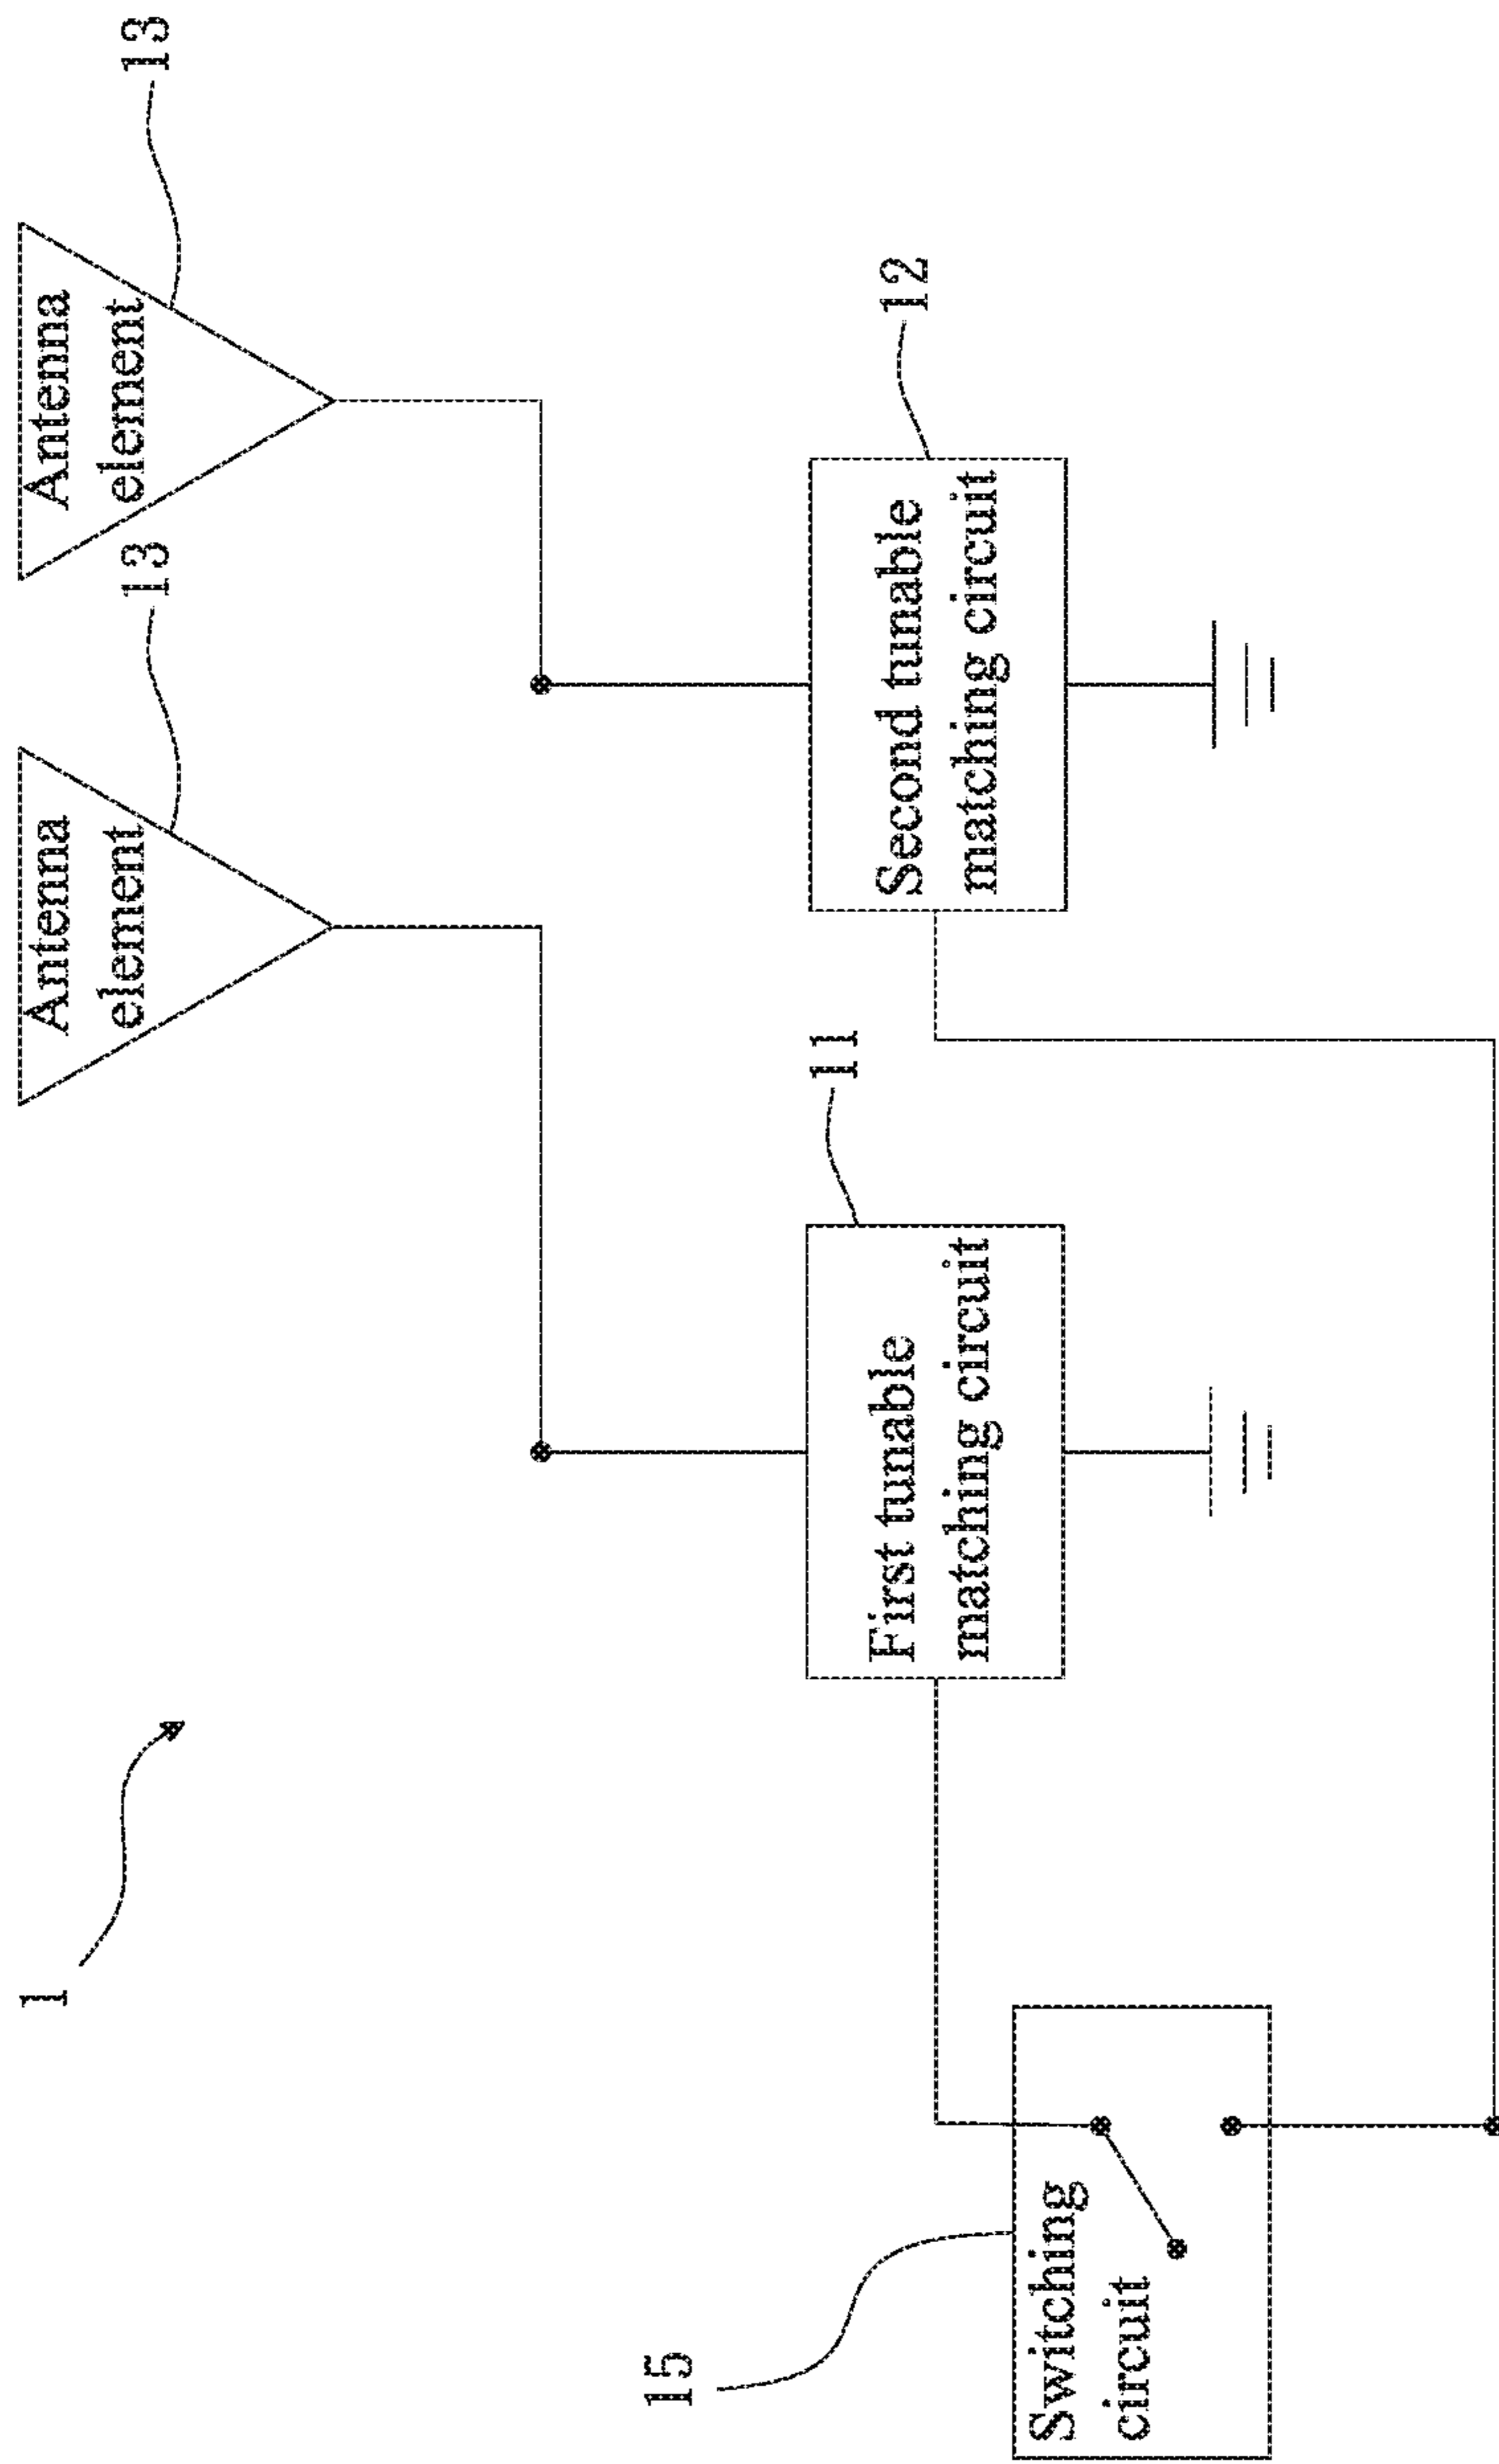 1
Antenna
element
13
Antenna
element
13
First tunable
matching circuit
11
Second tunable
matching circuit
12
Switching
circuit
15